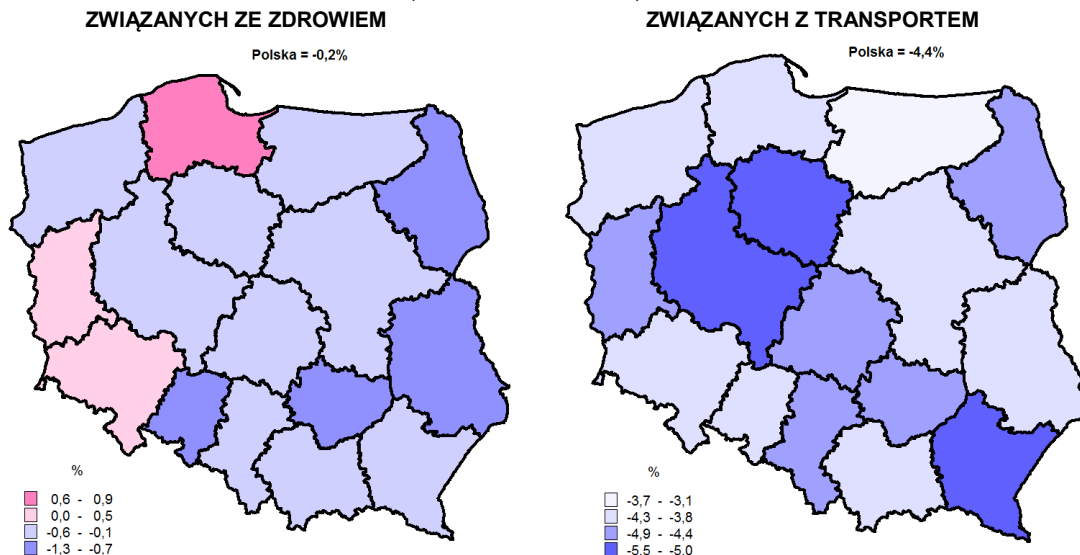 ZWIĄZANYCH ZE ZDROWIEM
Polska = -0,2%
%
0,6 - 0,9
0,0 - 0,5
-0,6 - -0,1
-1,3 - -0,7
ZWIĄZANYCH Z TRANSPORTEM
Polska = -4,4%
%
-3,7 - -3,1
-4,3 - -3,8
-4,9 - -4,4
-5,5 - -5,0